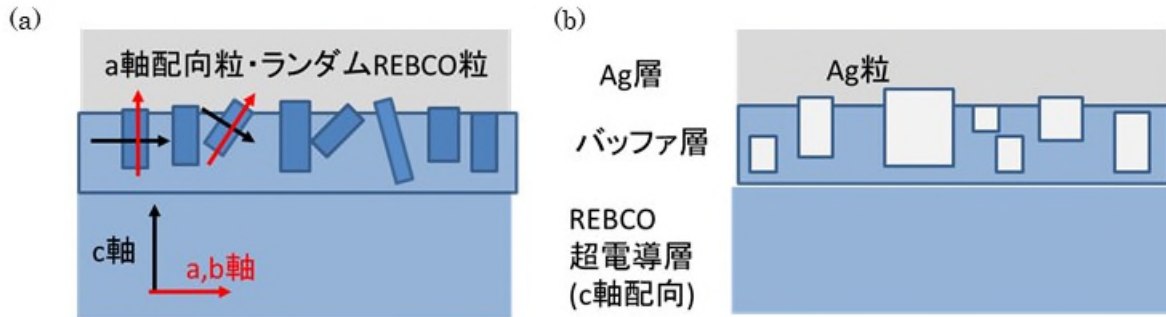 (a)
a軸配向粒・ランダムREBCO粒
c軸
a,b軸
(b)
Ag層
Ag粒
バッファ層
REBCO
超電導層
(c軸配向)